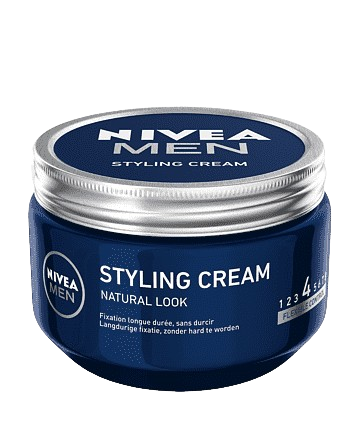 NIVEA
MEN
STYLING CREAM
NIVEA
MEN
STYLING CREAM
NATURAL LOOK
1 2 3 4 5
Fixation longue durée, sans durcir
Langdurige fixatie, zonder hard te worden